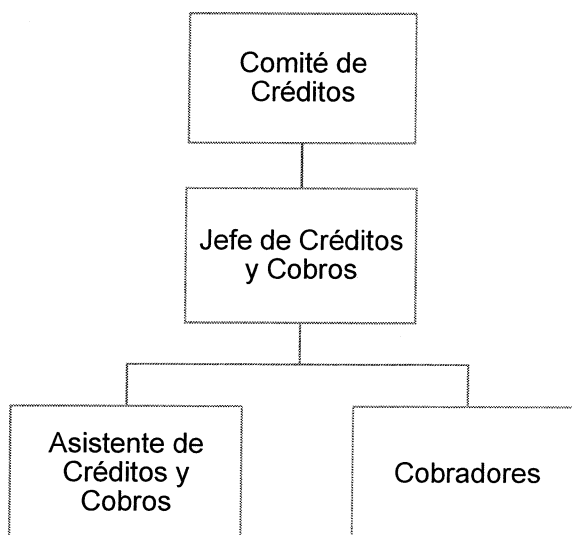 Comité de
Créditos
Jefe de Créditos
y Cobros
Asistente de
Créditos y
Cobros
Cobradores